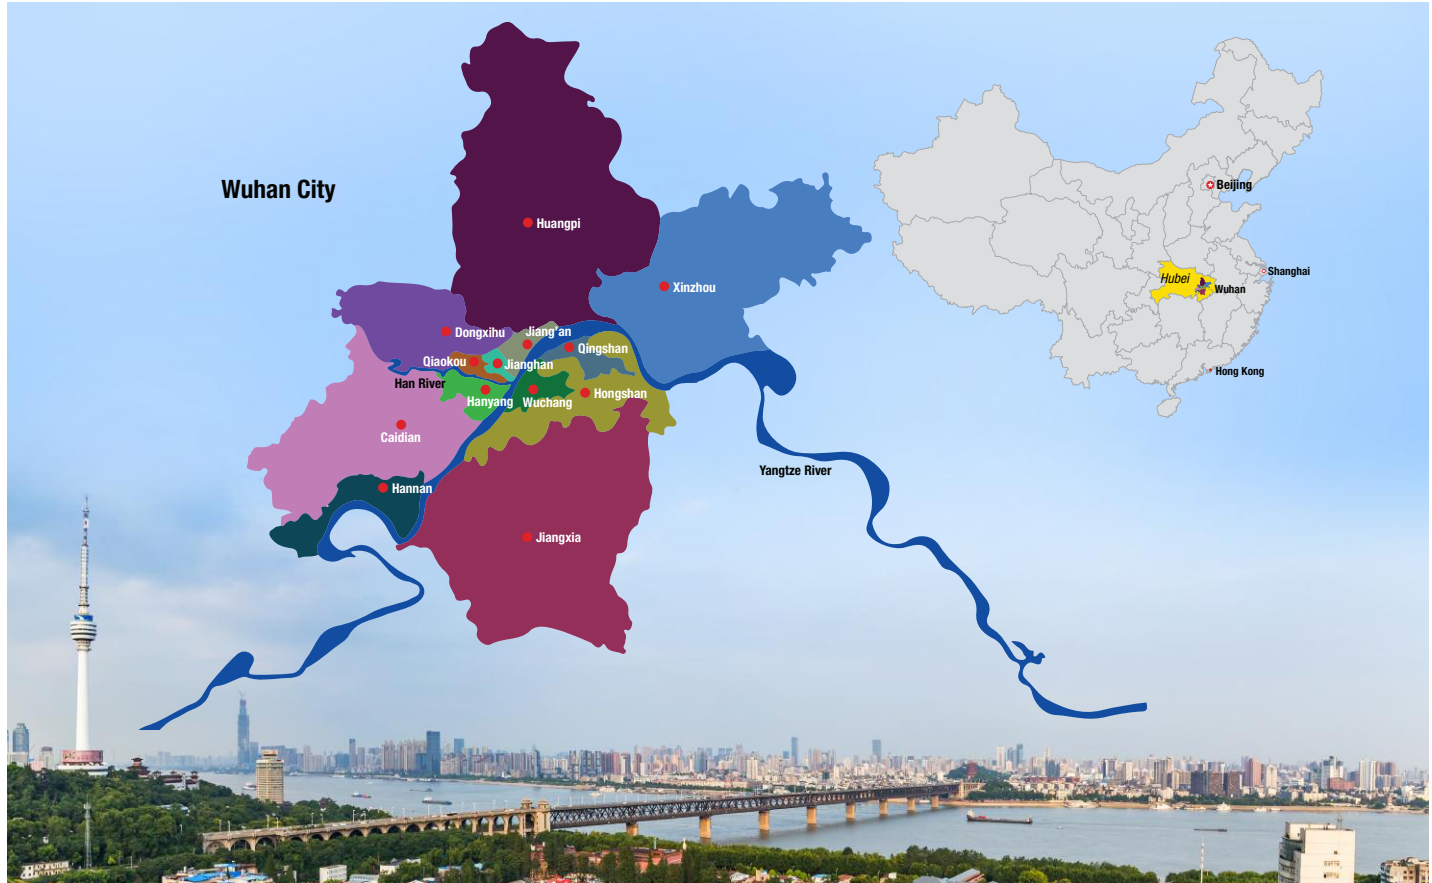 Wuhan City
Huangpi
Xinzhou
Dongxihu
Jiang'an
Qingshan
Qiaokou
Jianghan
Han River
Hanyang
Wuchang
Hongshan
Caidian
Hannan
Jiangxia
Yangtze River
Beijing
Shanghai
Hubei
Wuhan
Hong Kong